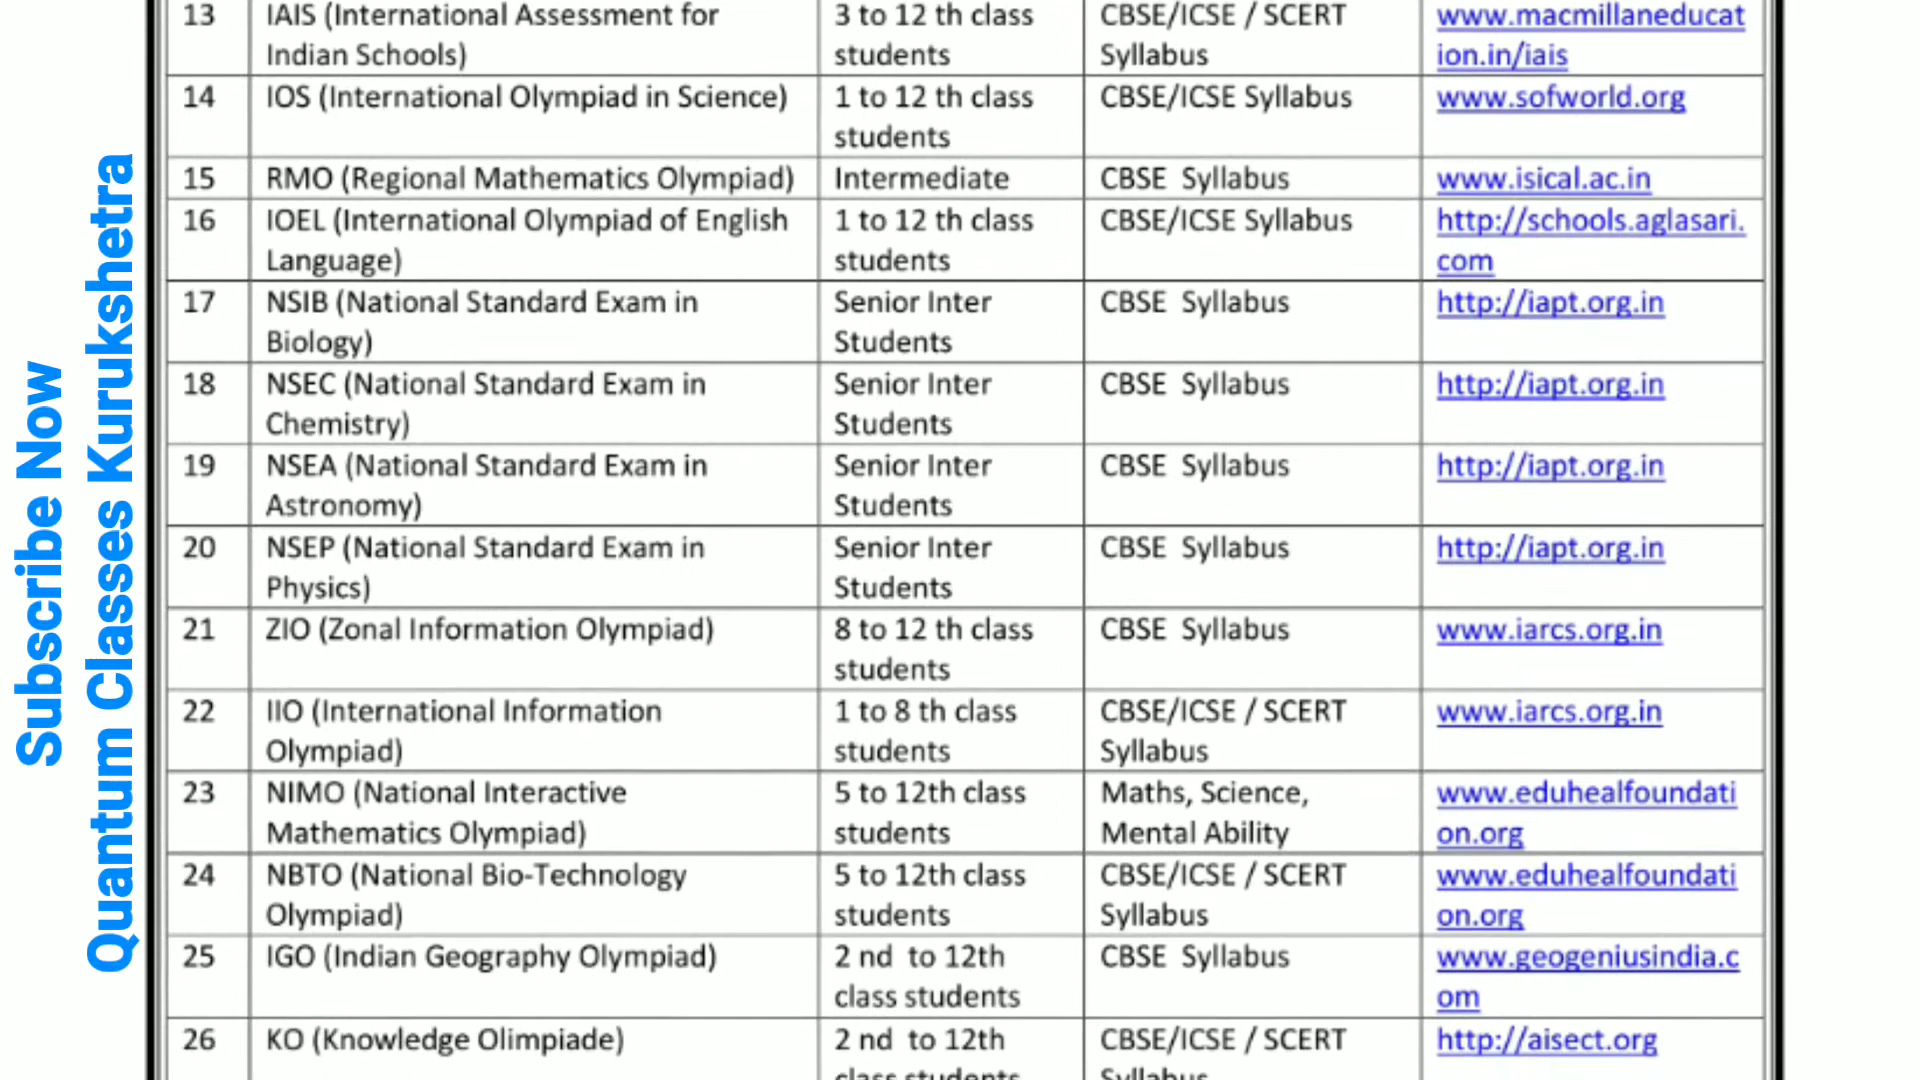 Subscribe Now
Quantum Classes Kurukshetra
13 IAIS (International Assessment for 3 to 12 th class CBSE/ICSE / SCERT www.macmillaneducat
Indian Schools) students Syllabus ion.in/iais
14 IOS (International Olympiad in Science) 1 to 12 th class CBSE/ICSE Syllabus www.sofworld.org
students
15 RMO (Regional Mathematics Olympiad) Intermediate CBSE Syllabus www.isical.ac.in
16 IOEL (International Olympiad of English 1 to 12 th class CBSE/ICSE Syllabus http://schools.aglasari.
Language) students com
17 NSIB (National Standard Exam in Senior Inter CBSE Syllabus http://iapt.org.in
Biology) Students
18 NSEC (National Standard Exam in Senior Inter CBSE Syllabus http://iapt.org.in
Chemistry) Students
19 NSEA (National Standard Exam in Senior Inter CBSE Syllabus http://iapt.org.in
Astronomy) Students
20 NSEP (National Standard Exam in Senior Inter CBSE Syllabus http://iapt.org.in
Physics) Students
21 ZIO (Zonal Information Olympiad) 8 to 12 th class CBSE Syllabus www.iarcs.org.in
students
22 IIO (International Information 1 to 8 th class CBSE/ICSE / SCERT www.iarcs.org.in
Olympiad) students Syllabus
23 NIMO (National Interactive 5 to 12th class Maths, Science, www.eduhealfoundati
Mathematics Olympiad) students Mental Ability on.org
24 NBTO (National Bio-Technology 5 to 12th class CBSE/ICSE / SCERT www.eduhealfoundati
Olympiad) students Syllabus on.org
25 IGO (Indian Geography Olympiad) 2 nd to 12th CBSE Syllabus www.geogeniusindia.c
class students om
26 KO (Knowledge Olimpiade) 2 nd to 12th CBSE/ICSE / SCERT http://aisect.org
class students Syllabus